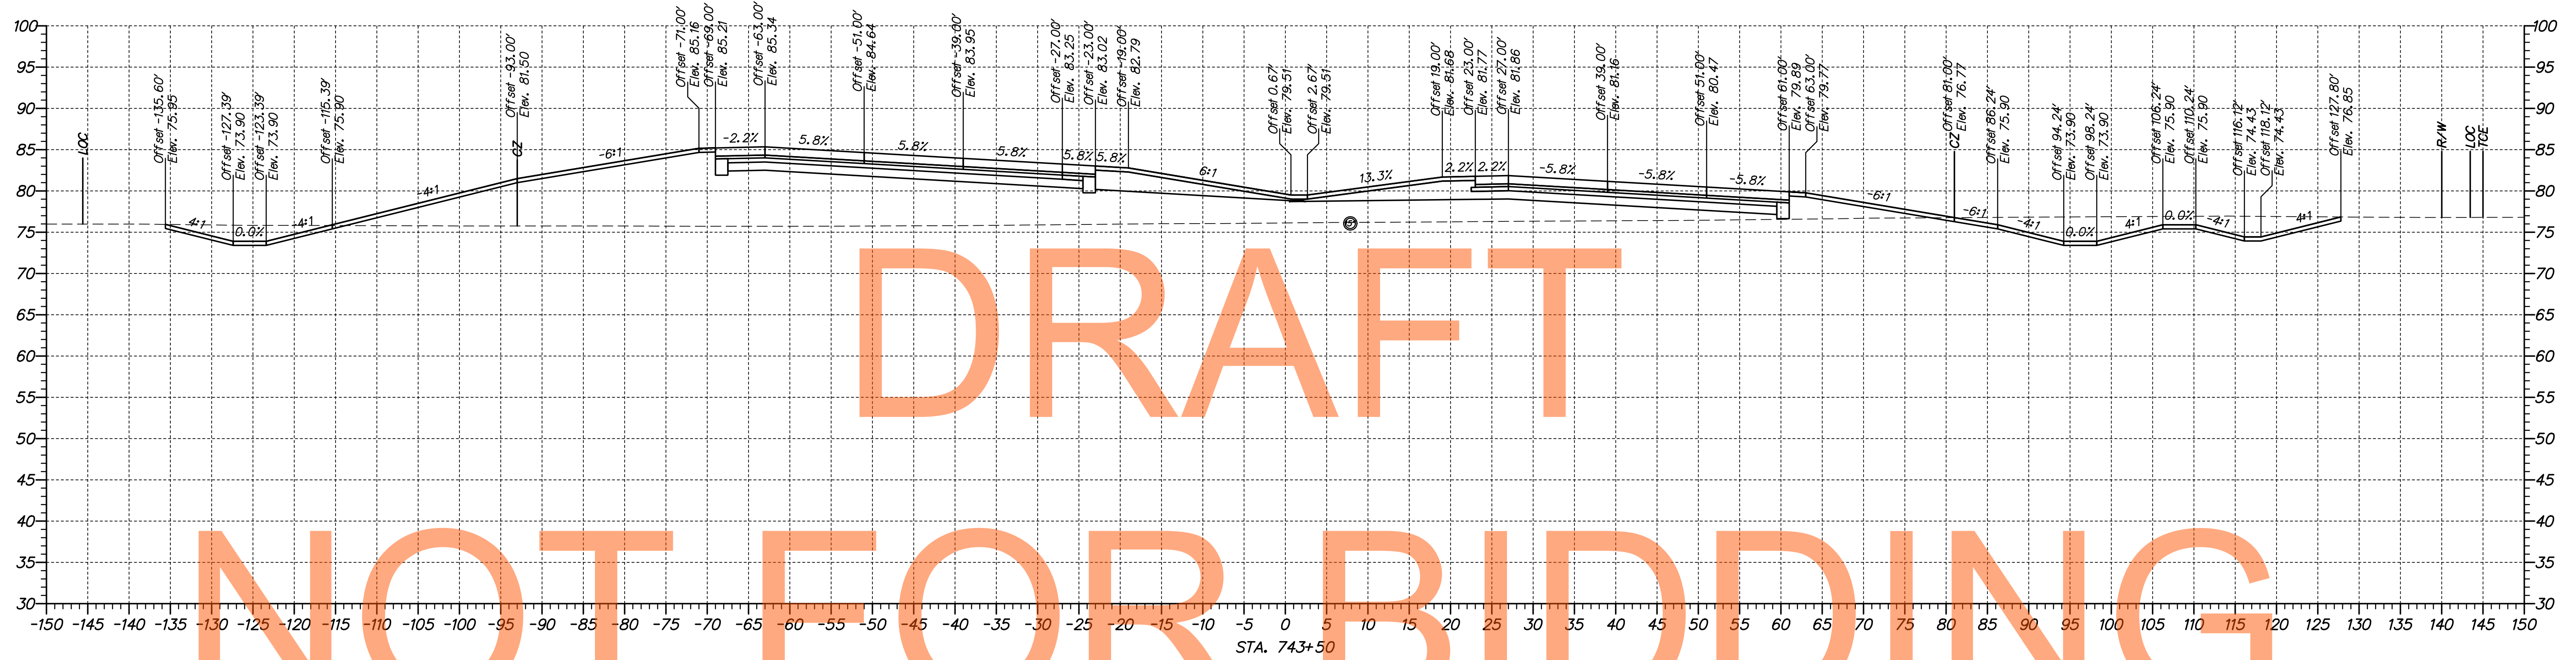 100 100
95 95
90 90
85 85
80 80
75 75
70 70
65 65
60 60
55 55
50 50
45 45
40 40
35 35
30 30
LOC
Offset -135.60'
Elev. 75.95
Offset -127.39'
Elev. 73.90
Offset -123.39'
Elev. 73.90
Offset -115.39'
Elev. 75.90
Offset -93.00'
Elev. 81.50
CZ
Offset -71.00'
Elev. 85.16
Offset -69.00'
Elev. 85.21
Offset -63.00'
Elev. 85.34
Offset -51.00'
Elev. 84.64
Offset -39.00'
Elev. 83.95
Offset -27.00'
Elev. 83.25
Offset -23.00'
Elev. 83.02
Offset -19.00'
Elev. 82.79
Offset 0.67'
Elev. 79.51
Offset 2.67'
Elev. 79.51
Offset 19.00'
Elev. 81.68
Offset 23.00'
Elev. 81.77
Offset 27.00'
Elev. 81.86
Offset 39.00'
Elev. 81.16
Offset 51.00'
Elev. 80.47
Offset 61.00'
Elev. 79.89
Offset 63.00'
Elev. 79.77
Offset 81.00'
Elev. 76.77
CZ
Offset 86.24'
Elev. 75.90
Offset 94.24'
Elev. 73.90
Offset 98.24'
Elev. 73.90
Offset 106.24'
Elev. 75.90
Offset 110.24'
Elev. 75.90
Offset 116.12'
Elev. 74.43
Offset 118.12'
Elev. 74.43
Offset 127.80'
Elev. 76.85
R/W
LOC
TCE
4:1 0.0% -4:1 -4:1 -6:1 -2.2% 5.8% 5.8% 5.8% 5.8% 5.8% 6:1 13.3% 2.2% 2.2% -5.8% -5.8% -5.8% -6:1 -6:1 -4:1 0.0% 4:1 0.0% -4:1 4:1
DRAFT
NOT FOR BIDDING
-150 -145 -140 -135 -130 -125 -120 -115 -110 -105 -100 -95 -90 -85 -80 -75 -70 -65 -60 -55 -50 -45 -40 -35 -30 -25 -20 -15 -10 -5 0 5 10 15 20 25 30 35 40 45 50 55 60 65 70 75 80 85 90 95 100 105 110 115 120 125 130 135 140 145 150
STA. 743+50